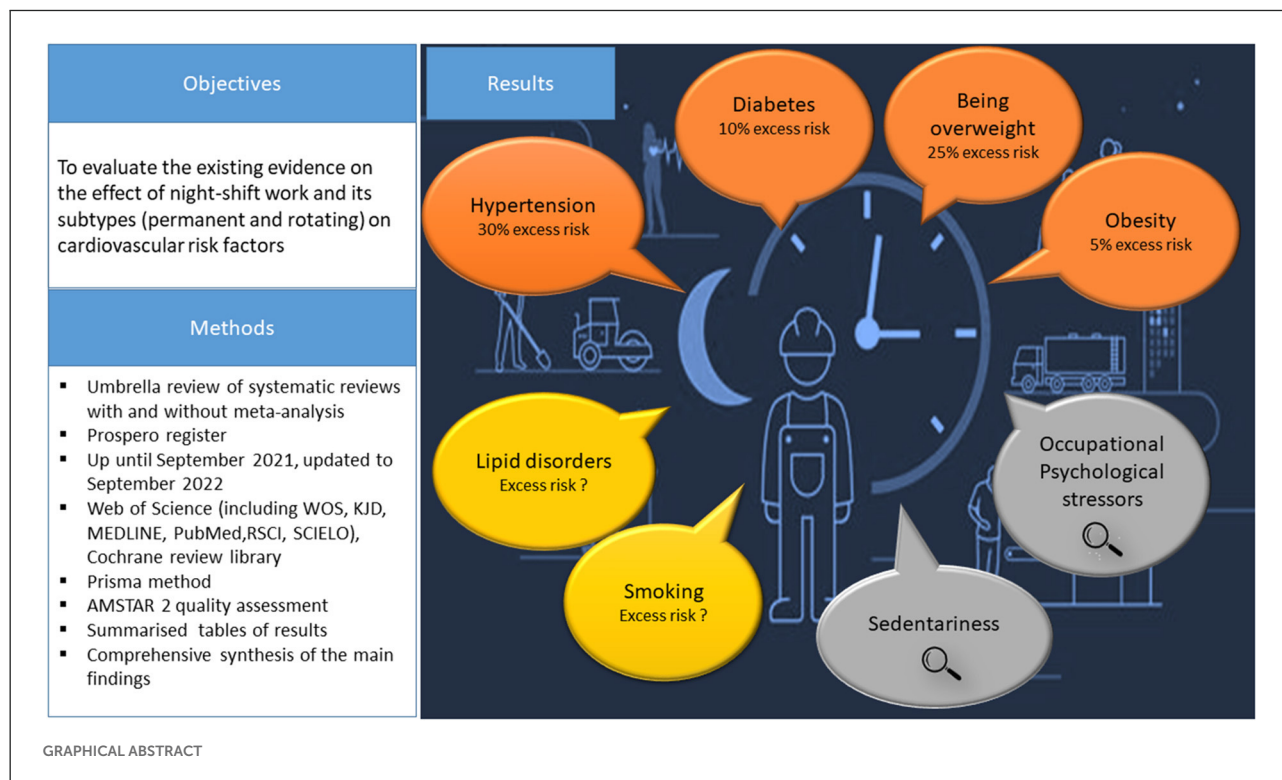 Objectives
To evaluate the existing evidence on
the effect of night-shift work and its
subtypes (permanent and rotating) on
cardiovascular risk factors
Methods
▪ Umbrella review of systematic reviews
with and without meta-analysis
▪ Prospero register
▪ Up until September 2021, updated to
September 2022
▪ Web of Science (including WOS, KJD,
MEDLINE, PubMed,RSCI, SCIELO),
Cochrane review library
▪ Prisma method
▪ AMSTAR 2 quality assessment
▪ Summarised tables of results
▪ Comprehensive synthesis of the main
findings
Results
Hypertension
30% excess risk
Diabetes
10% excess risk
Being
overweight
25% excess risk
Obesity
5% excess risk
Lipid disorders
Excess risk ?
Smoking
Excess risk ?
Sedentariness
Occupational
Psychological
stressors
GRAPHICAL ABSTRACT